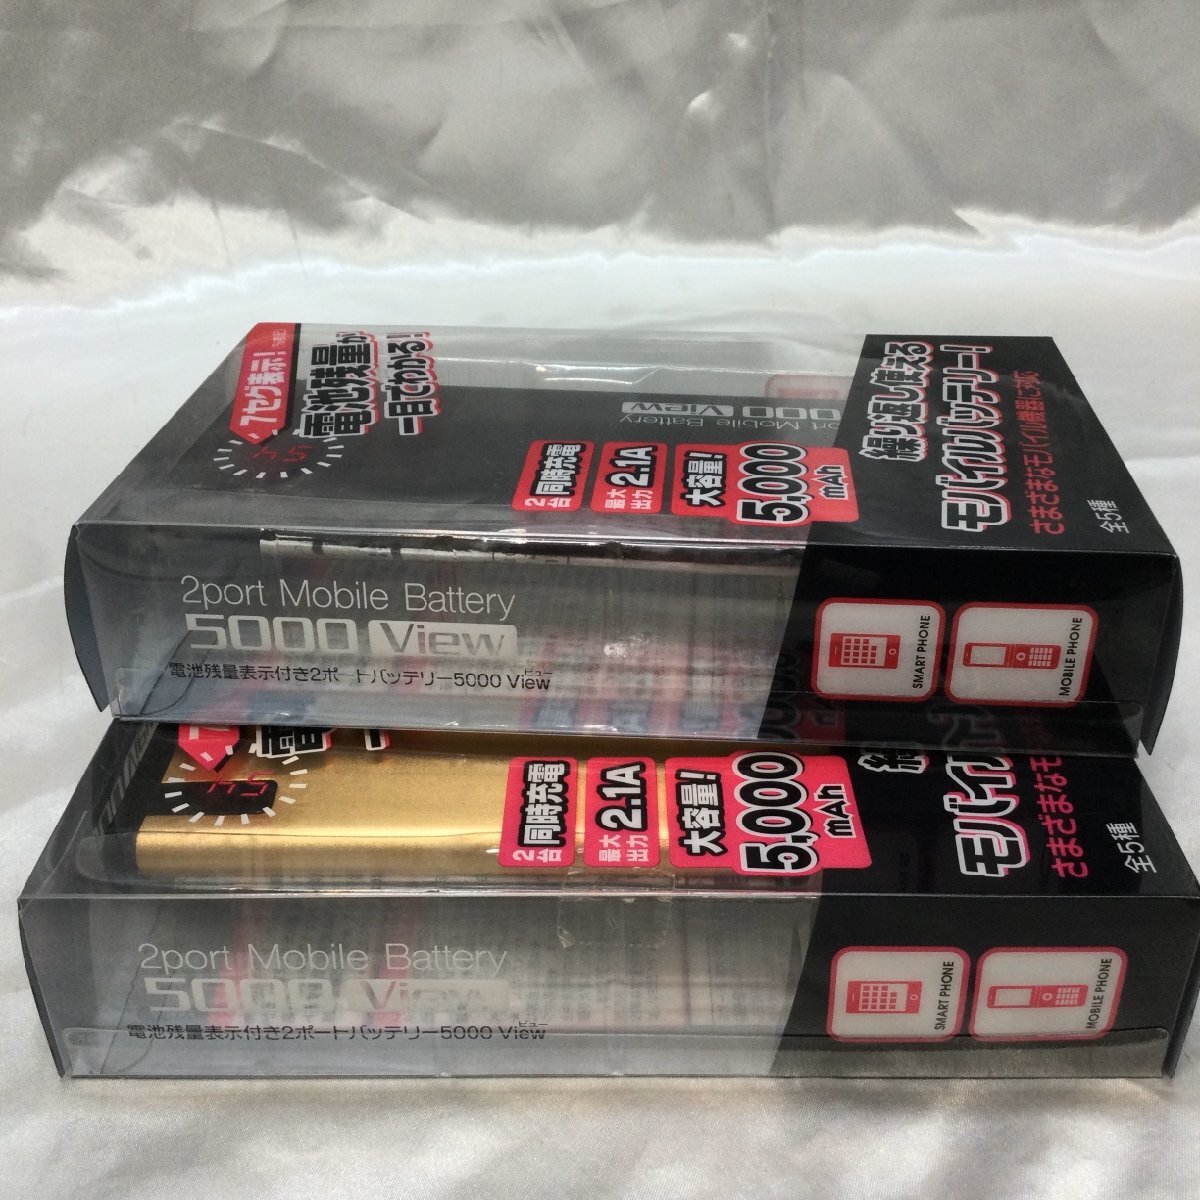 7セグ表示!
電池残量が
一目でわかる!
000 View
port Mobile Battery
2台
同時充電
最大
出力
2.1A
大容量!
5,000
mAh
繰り返し使える
モバイルバッテリー!
さまざまなモバイル機器に対応
全5種
2port Mobile Battery
5000 View
電池残量表示付き2ポートバッテリー5000 View
ビュー
SMART PHONE
MOBILE PHONE
電
2台
同時充電
最大
出力
2.1A
大容量!
5,000
mAh
モバイ
さまざまなモ
全5種
2port Mobile Battery
5000 View
電池残量表示付き2ポートバッテリー5000 View
ビュー
SMART PHONE
MOBILE PHONE